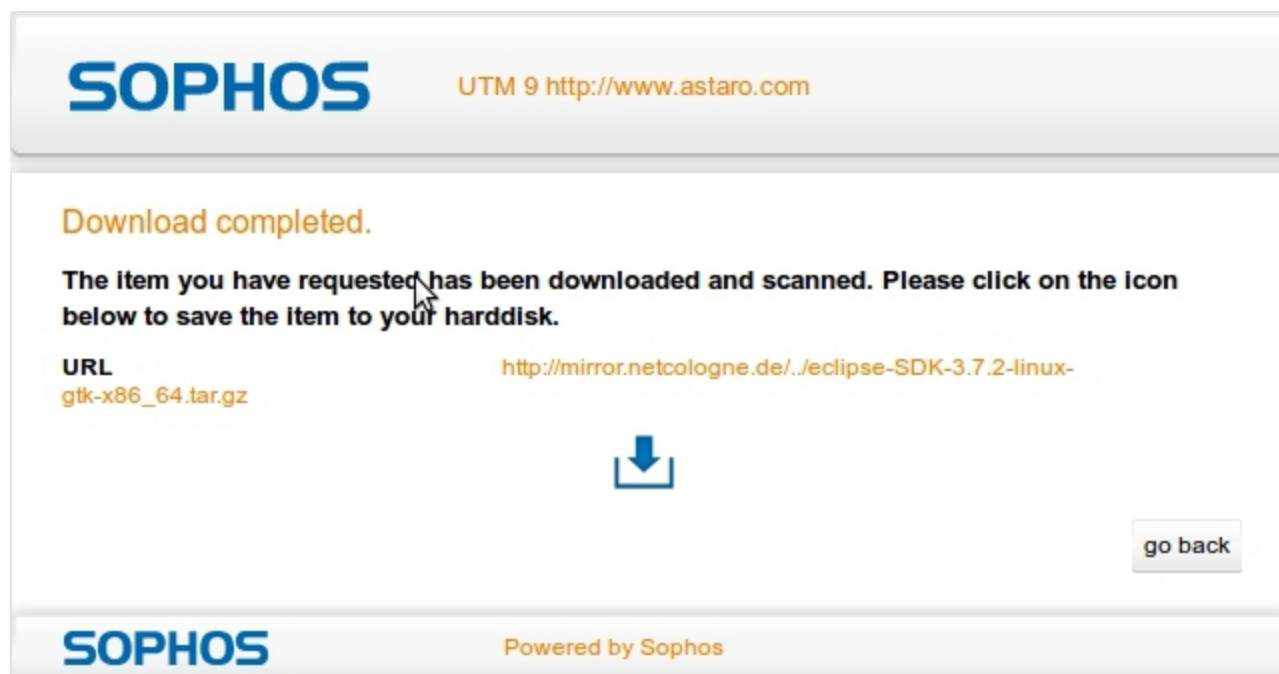 SOPHOS UTM 9 http://www.astaro.com
Download completed.
The item you have requested has been downloaded and scanned. Please click on the icon
below to save the item to your harddisk.
URL http://mirror.netcologne.de/../eclipse-SDK-3.7.2-linux-
gtk-x86_64.tar.gz
go back
SOPHOS Powered by Sophos